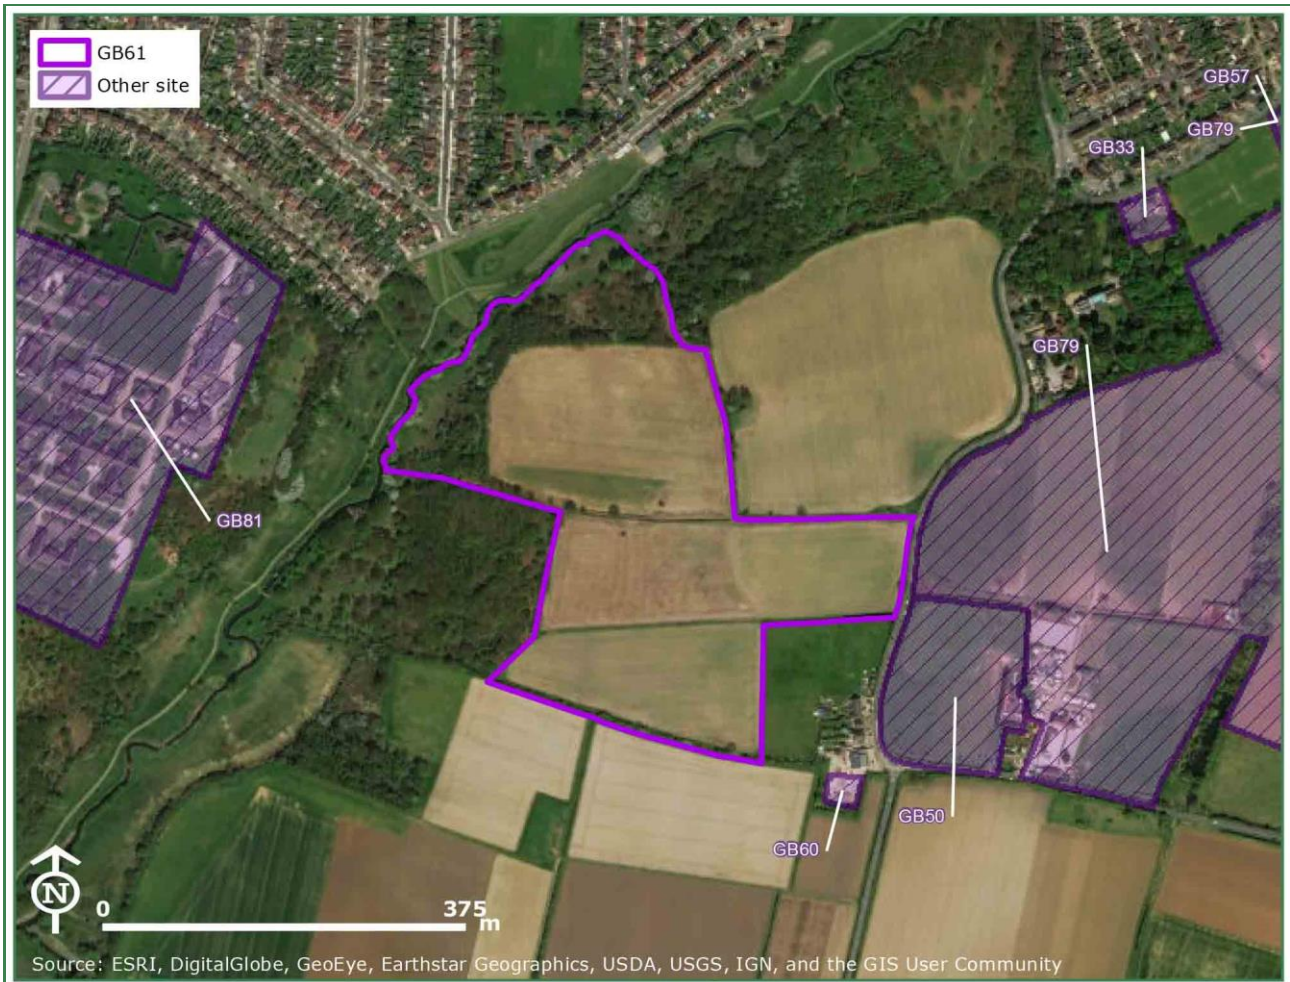 GB61
Other site
GB57
GB79
GB33
GB79
GB81
GB50
GB60
N
0 375 m
Source: ESRI, DigitalGlobe, GeoEye, Earthstar Geographics, USDA, USGS, IGN, and the GIS User Community